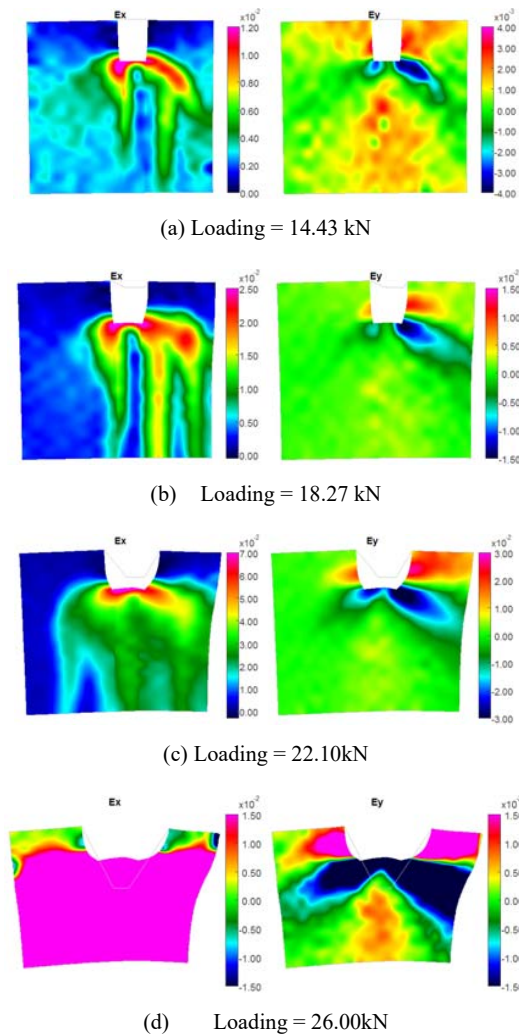 Ex
x10⁻²
1.20
1.00
0.80
0.60
0.40
0.20
0.00
Ey
x10⁻³
4.00
3.00
2.00
1.00
0.00
-1.00
-2.00
-3.00
-4.00
(a) Loading = 14.43 kN
Ex
x10⁻²
2.50
2.00
1.50
1.00
0.50
0.00
Ey
x10⁻²
1.50
1.00
0.50
0.00
-0.50
-1.00
-1.50
(b) Loading = 18.27 kN
Ex
x10⁻²
7.00
6.00
5.00
4.00
3.00
2.00
1.00
0.00
Ey
x10⁻²
3.00
2.00
1.00
0.00
-1.00
-2.00
-3.00
(c) Loading = 22.10kN
Ex
x10⁻²
1.50
1.00
0.50
0.00
-0.50
-1.00
-1.50
Ey
x10⁻²
1.50
1.00
0.50
0.00
-0.50
-1.00
-1.50
(d) Loading = 26.00kN